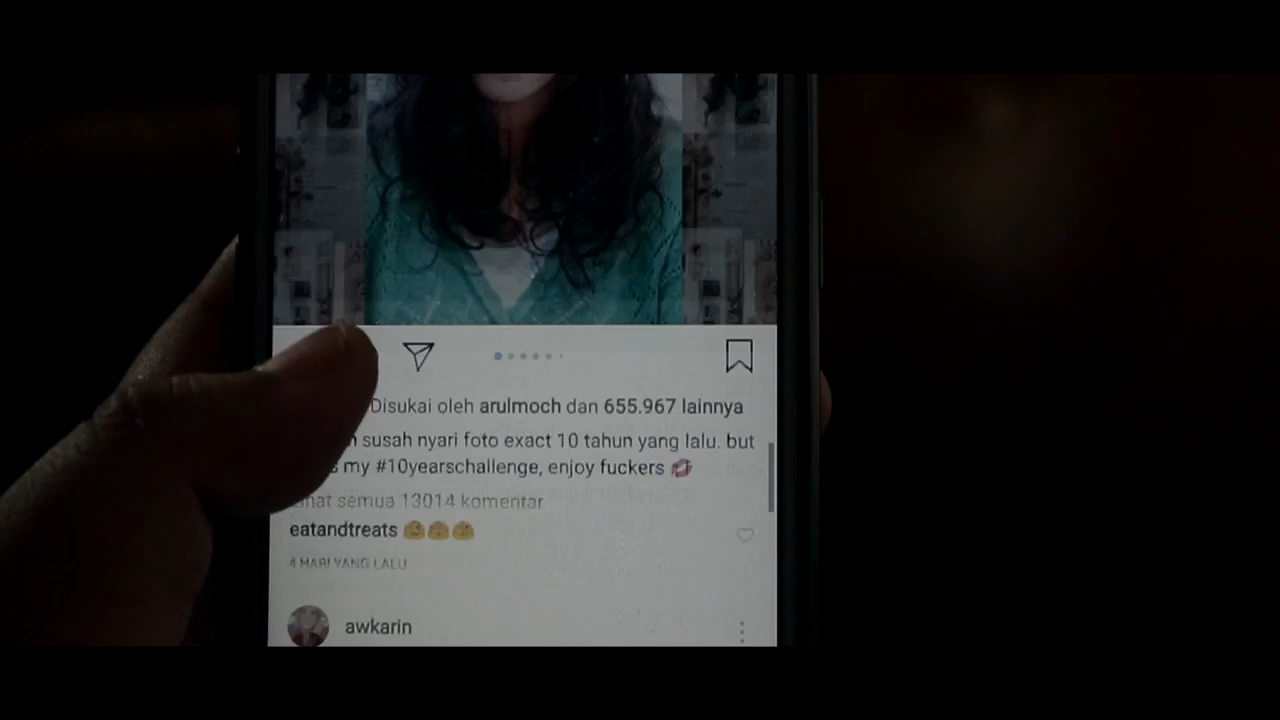 Disukai oleh arulmoch dan 655.967 lainnya
susah nyari foto exact 10 tahun yang lalu. but
my #10yearschallenge, enjoy fuckers 💋
semua 13014 komentar
eatandtreats
4 HARI YANG LALU
awkarin